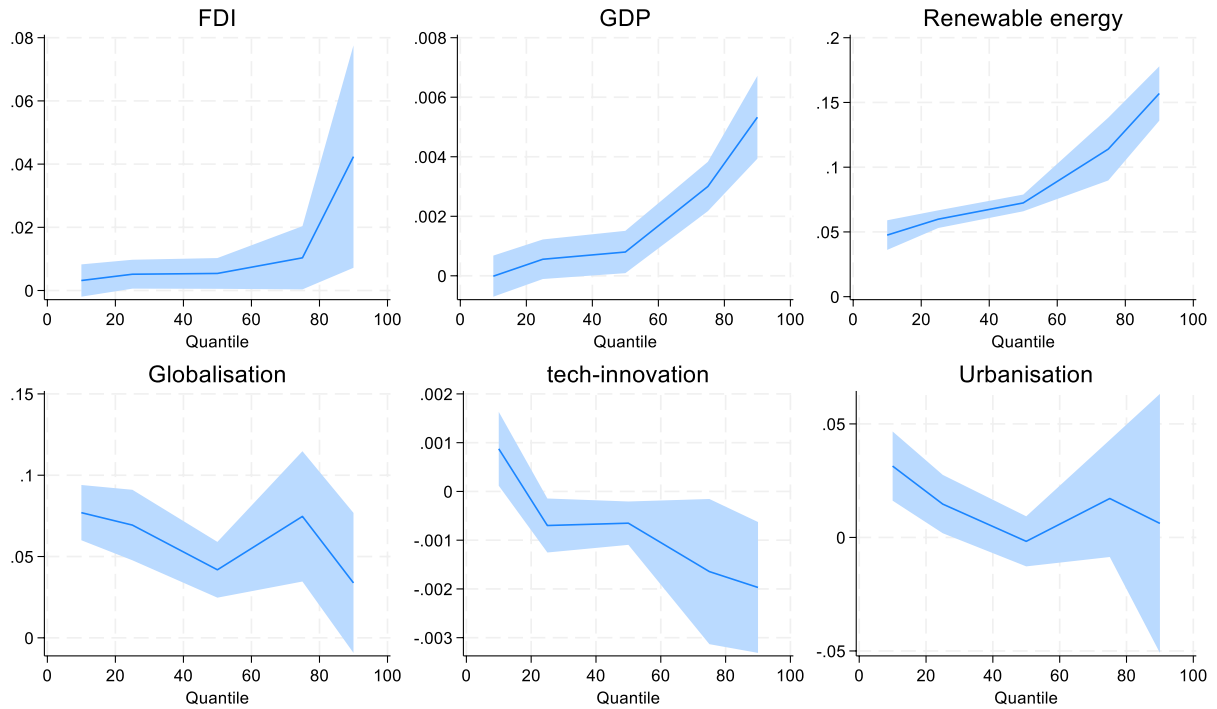 FDI
.08
.06
.04
.02
0
0 20 40 60 80 100
Quantile
GDP
.008
.006
.004
.002
0
0 20 40 60 80 100
Quantile
Renewable energy
.2
.15
.1
.05
0
0 20 40 60 80 100
Quantile
Globalisation
.15
.1
.05
0
0 20 40 60 80 100
Quantile
tech-innovation
.002
.001
0
-.001
-.002
-.003
0 20 40 60 80 100
Quantile
Urbanisation
.05
0
-.05
0 20 40 60 80 100
Quantile